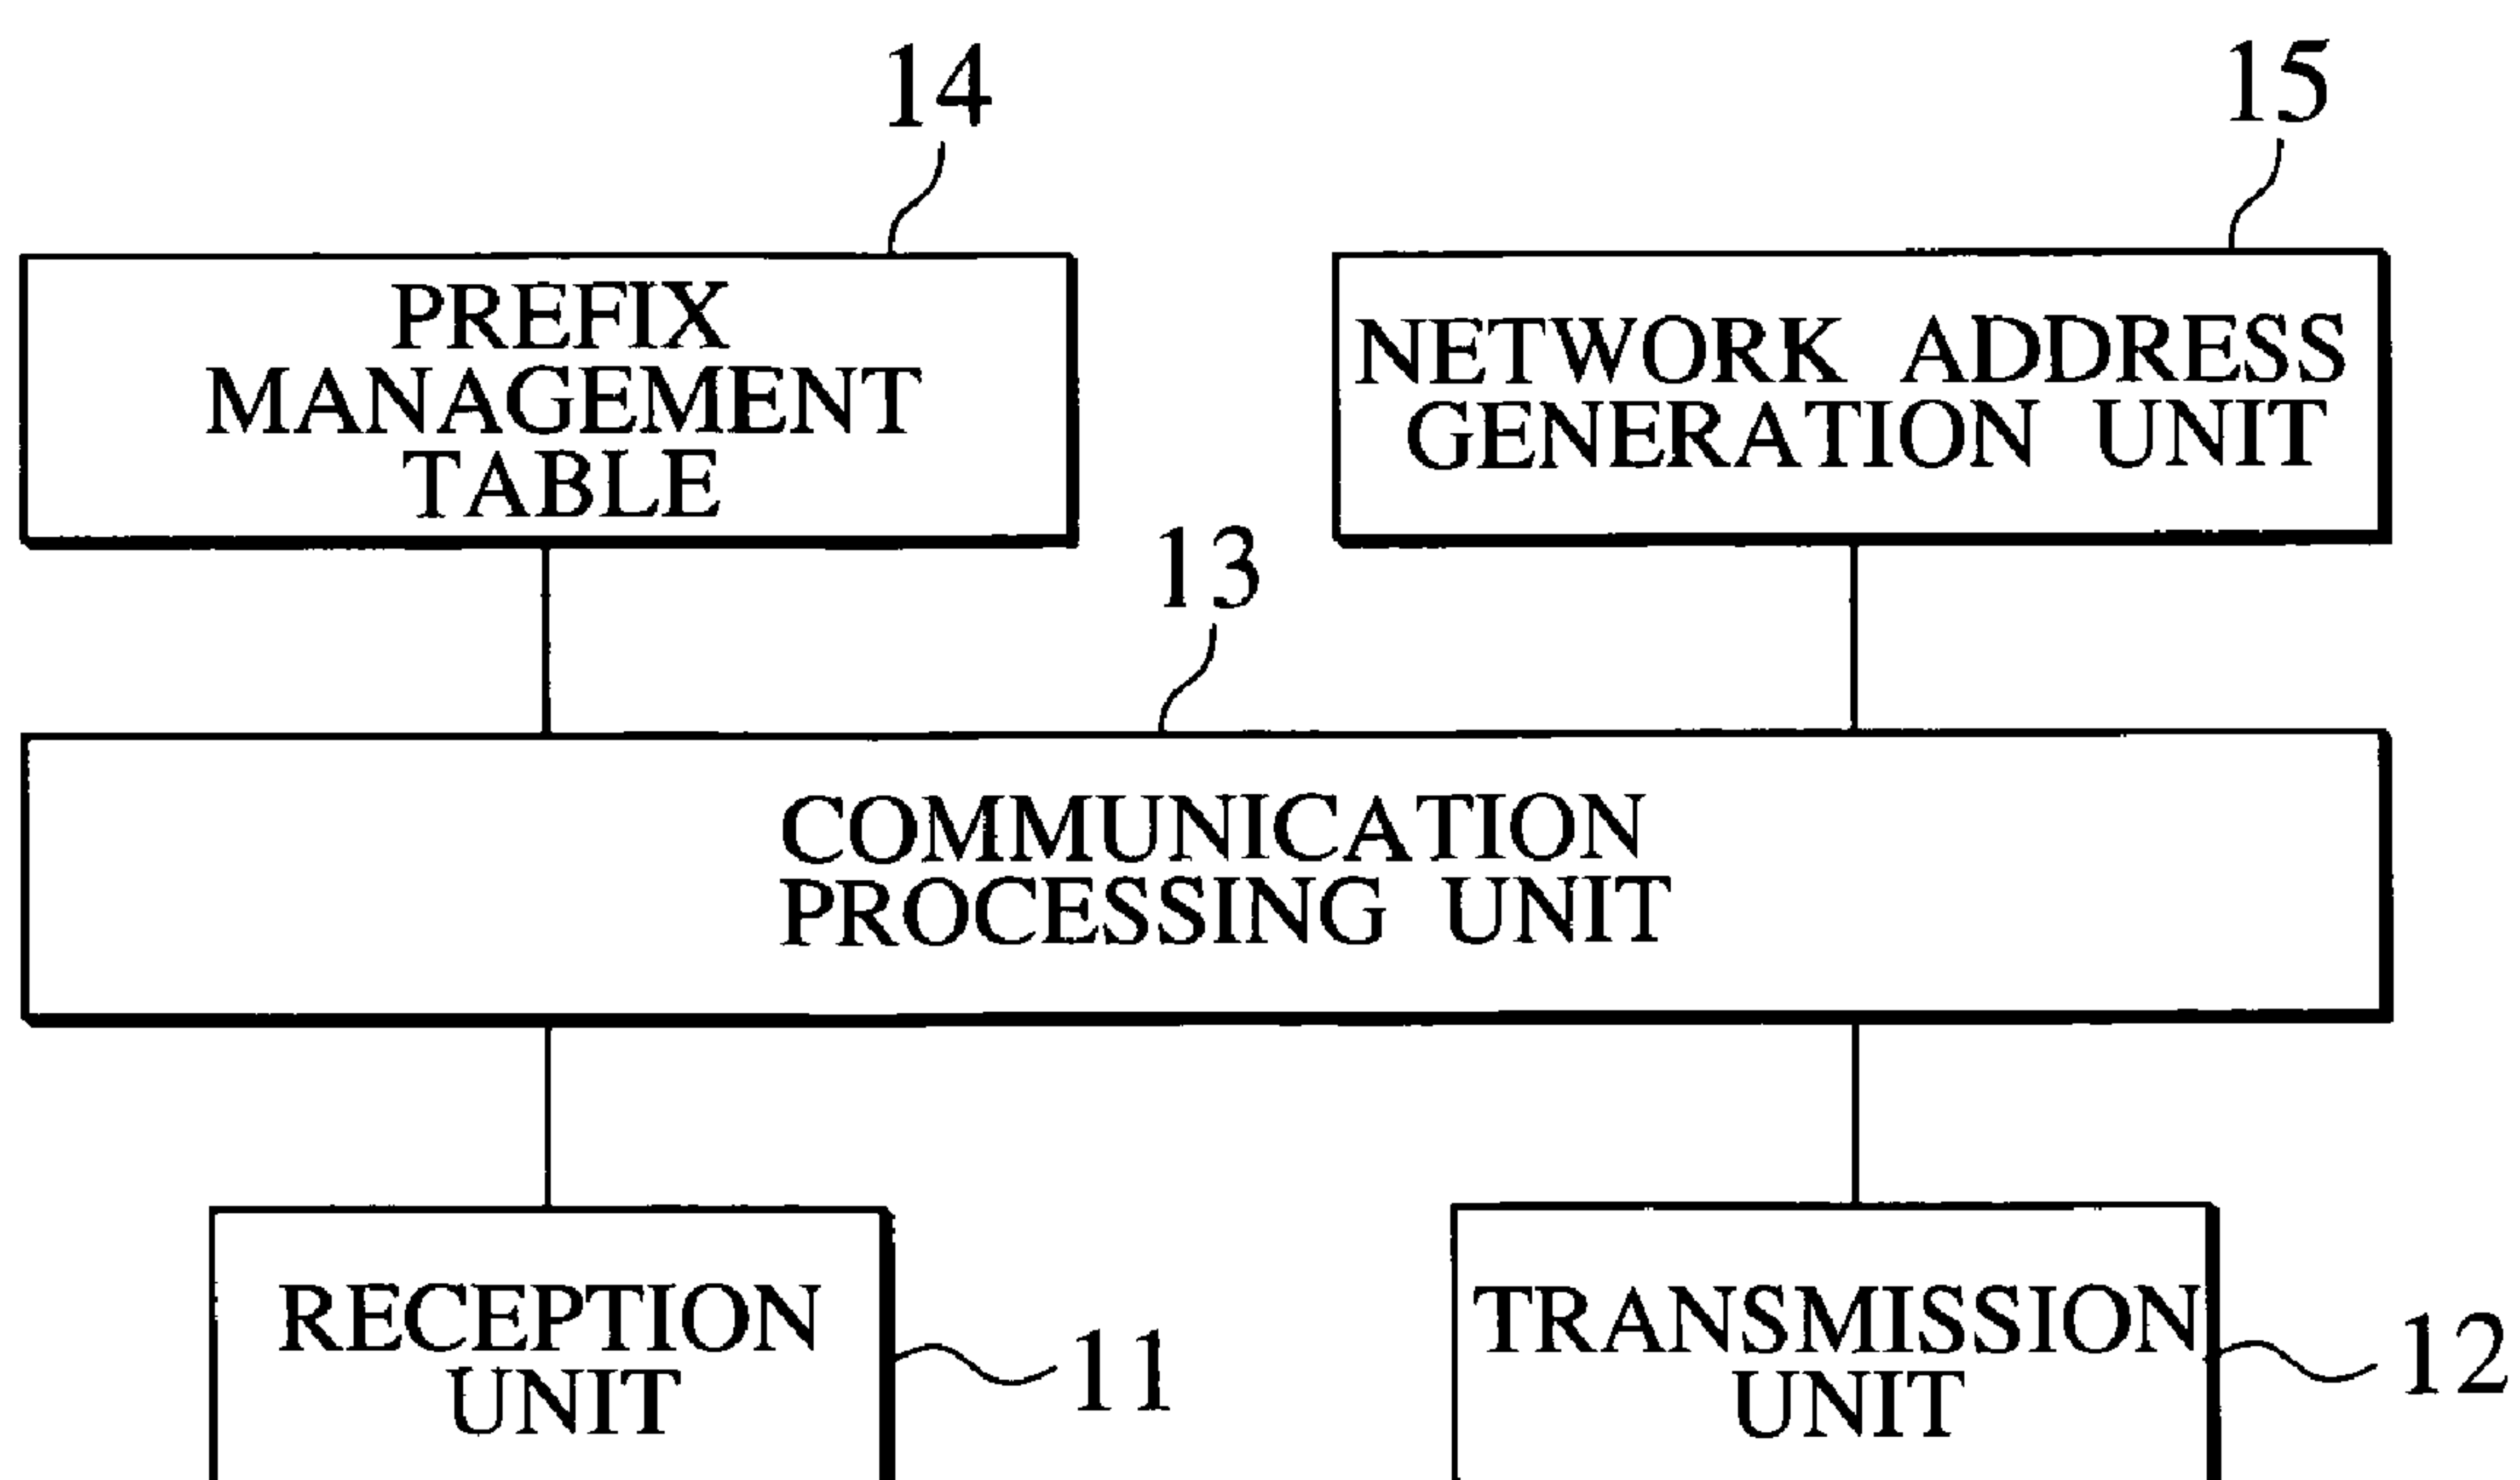 14
15
PREFIX
MANAGEMENT
TABLE
NETWORK ADDRESS
GENERATION UNIT
13
COMMUNICATION
PROCESSING UNIT
RECEPTION
UNIT
11
TRANSMISSION
UNIT
12